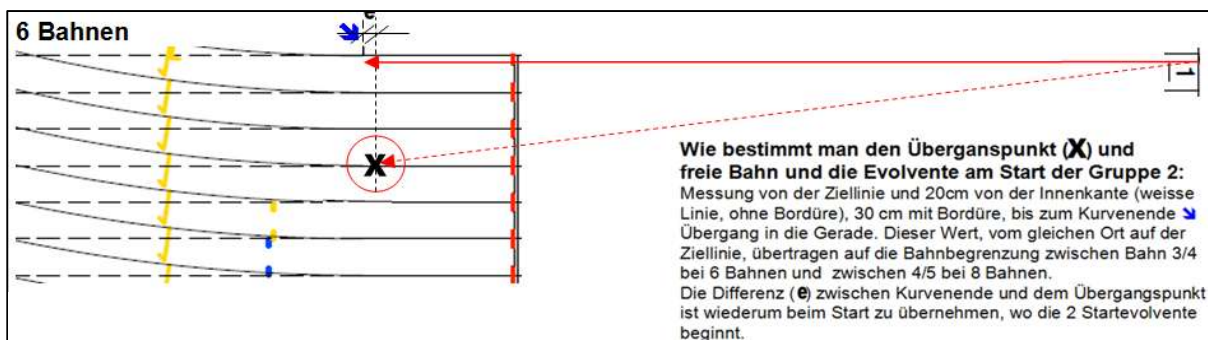 6 Bahnen
e
1
X
Wie bestimmt man den Überganspunkt (X) und
freie Bahn und die Evolvente am Start der Gruppe 2:
Messung von der Ziellinie und 20cm von der Innenkante (weisse
Linie, ohne Bordüre), 30 cm mit Bordüre, bis zum Kurvenende
Übergang in die Gerade. Dieser Wert, vom gleichen Ort auf der
Ziellinie, übertragen auf die Bahnbegrenzung zwischen Bahn 3/4
bei 6 Bahnen und zwischen 4/5 bei 8 Bahnen.
Die Differenz (e) zwischen Kurvenende und dem Übergangspunkt
ist wiederum beim Start zu übernehmen, wo die 2 Startevolvente
beginnt.